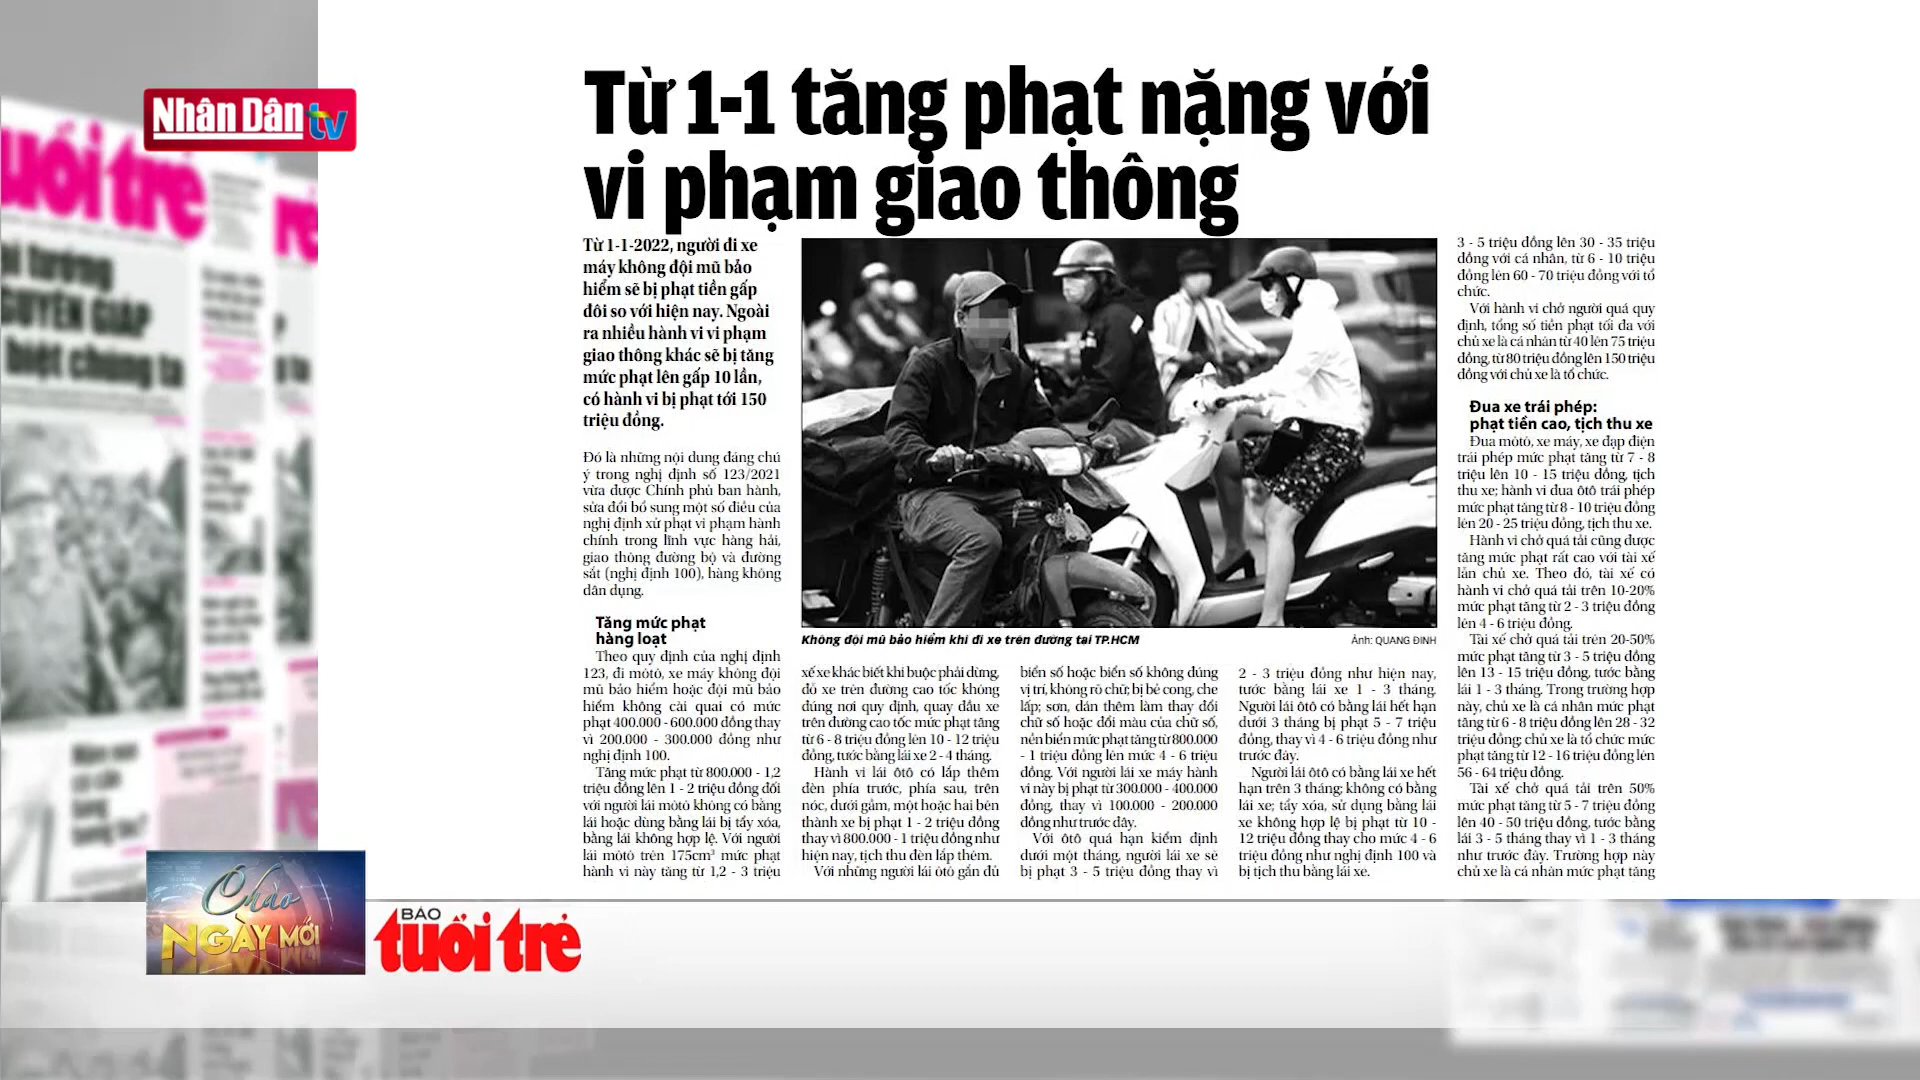 Nhân Dân tv
tuổi trẻ
Từ 1-1 tăng phạt nặng với
vi phạm giao thông
Từ 1-1-2022, người đi xe
máy không đội mũ bảo
hiểm sẽ bị phạt tiền gấp
đôi so với hiện nay. Ngoài
ra nhiều hành vi vi phạm
giao thông khác sẽ bị tăng
mức phạt lên gấp 10 lần,
có hành vi bị phạt tới 150
triệu đồng.
Đó là những nội dung đáng chú
ý trong nghị định số 123/2021
vừa được Chính phủ ban hành,
sửa đổi bổ sung một số điều của
nghị định xử phạt vi phạm hành
chính trong lĩnh vực hàng hải,
giao thông đường bộ và đường
sắt (nghị định 100), hàng không
dân dụng.
Tăng mức phạt
hàng loạt
Theo quy định của nghị định
123, đi môtô, xe máy không đội
mũ bảo hiểm hoặc đội mũ bảo
hiểm không cài quai có mức
phạt 400.000 - 600.000 đồng thay
vì 200.000 - 300.000 đồng như
nghị định 100.
Tăng mức phạt từ 800.000 - 1,2
triệu đồng lên 1 - 2 triệu đồng đối
với người lái môtô không có bằng
lái hoặc dùng bằng lái bị tẩy xóa,
bằng lái không hợp lệ. Với người
lái môtô trên 175cm³ mức phạt
hành vi này tăng từ 1,2 - 3 triệu
Không đội mũ bảo hiểm khi đi xe trên đường tại TP.HCM
Ảnh: QUANG ĐỊNH
xế xe khác biết khi buộc phải dừng,
đỗ xe trên đường cao tốc không
đúng nơi quy định, quay đầu xe
trên đường cao tốc mức phạt tăng
từ 6 - 8 triệu đồng lên 10 - 12 triệu
đồng, tước bằng lái xe 2 - 4 tháng.
Hành vi lái ôtô có lắp thêm
đèn phía trước, phía sau, trên
nóc, dưới gầm, một hoặc hai bên
thành xe bị phạt 1 - 2 triệu đồng
thay vì 800.000 - 1 triệu đồng như
hiện nay, tịch thu đèn lắp thêm.
Với những người lái ôtô gắn đủ
biển số hoặc biển số không đúng
vị trí, không rõ chữ; bị bẻ cong, che
lấp; sơn, dán thêm làm thay đổi
chữ số hoặc đổi màu của chữ số,
nền biển mức phạt tăng từ 800.000
- 1 triệu đồng lên mức 4 - 6 triệu
đồng. Với người lái xe máy hành
vi này bị phạt từ 300.000 - 400.000
đồng, thay vì 100.000 - 200.000
đồng như trước đây.
Với ôtô quá hạn kiểm định
dưới một tháng, người lái xe sẽ
bị phạt 3 - 5 triệu đồng thay vì
2 - 3 triệu đồng như hiện nay,
tước bằng lái xe 1 - 3 tháng.
Người lái ôtô có bằng lái hết hạn
dưới 3 tháng bị phạt 5 - 7 triệu
đồng, thay vì 4 - 6 triệu đồng như
trước đây.
Người lái ôtô có bằng lái xe hết
hạn trên 3 tháng; không có bằng
lái xe; tẩy xóa, sử dụng bằng lái
xe không hợp lệ bị phạt từ 10 -
12 triệu đồng thay cho mức 4 - 6
triệu đồng như nghị định 100 và
bị tịch thu bằng lái xe.
3 - 5 triệu đồng lên 30 - 35 triệu
đồng với cá nhân, từ 6 - 10 triệu
đồng lên 60 - 70 triệu đồng với tổ
chức.
Với hành vi chở người quá quy
định, tổng số tiền phạt tối đa với
chủ xe là cá nhân từ 40 lên 75 triệu
đồng, từ 80 triệu đồng lên 150 triệu
đồng với chủ xe là tổ chức.
Đua xe trái phép:
phạt tiền cao, tịch thu xe
Đua môtô, xe máy, xe đạp điện
trái phép mức phạt tăng từ 7 - 8
triệu lên 10 - 15 triệu đồng, tịch
thu xe; hành vi đua ôtô trái phép
mức phạt tăng từ 8 - 10 triệu đồng
lên 20 - 25 triệu đồng, tịch thu xe.
Hành vi chở quá tải cũng được
tăng mức phạt rất cao với tài xế
lẫn chủ xe. Theo đó, tài xế có
hành vi chở quá tải trên 10-20%
mức phạt tăng từ 2 - 3 triệu đồng
lên 4 - 6 triệu đồng.
Tài xế chở quá tải trên 20-50%
mức phạt tăng từ 3 - 5 triệu đồng
lên 13 - 15 triệu đồng, tước bằng
lái 1 - 3 tháng. Trong trường hợp
này, chủ xe là cá nhân mức phạt
tăng từ 6 - 8 triệu đồng lên 28 - 32
triệu đồng; chủ xe là tổ chức mức
phạt tăng từ 12 - 16 triệu đồng lên
56 - 64 triệu đồng.
Tài xế chở quá tải trên 50%
mức phạt tăng từ 5 - 7 triệu đồng
lên 40 - 50 triệu đồng, tước bằng
lái 3 - 5 tháng thay vì 1 - 3 tháng
như trước đây. Trường hợp này
chủ xe là cá nhân mức phạt tăng
Chào
NGÀY MỚI
BÁO
tuổi trẻ